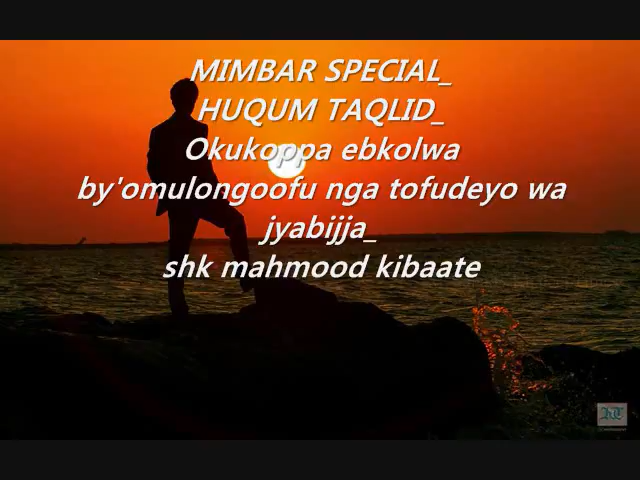 MIMBAR SPECIAL_
HUQUM TAQLID_
Okukoppa ebkolwa
by'omulongoofu nga tofudeyo wa
jyabijja_
shk mahmood kibaate